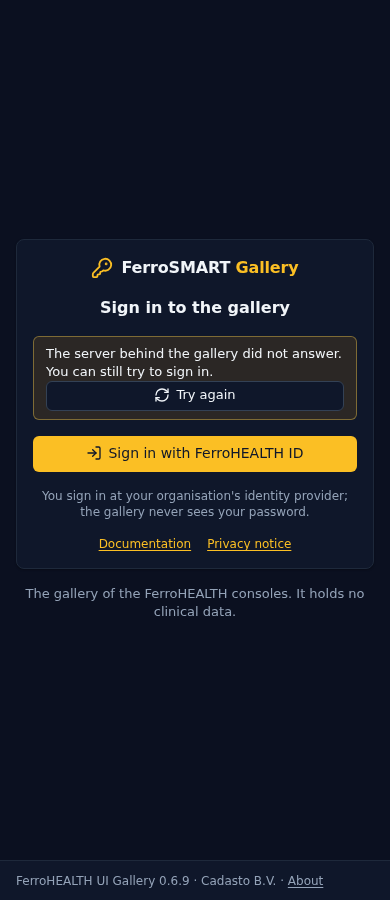 FerroSMART Gallery
Sign in to the gallery
The server behind the gallery did not answer.
You can still try to sign in.
Try again
Sign in with FerroHEALTH ID
You sign in at your organisation's identity provider;
the gallery never sees your password.
Documentation Privacy notice
The gallery of the FerroHEALTH consoles. It holds no
clinical data.
FerroHEALTH UI Gallery 0.6.9 · Cadasto B.V. · About